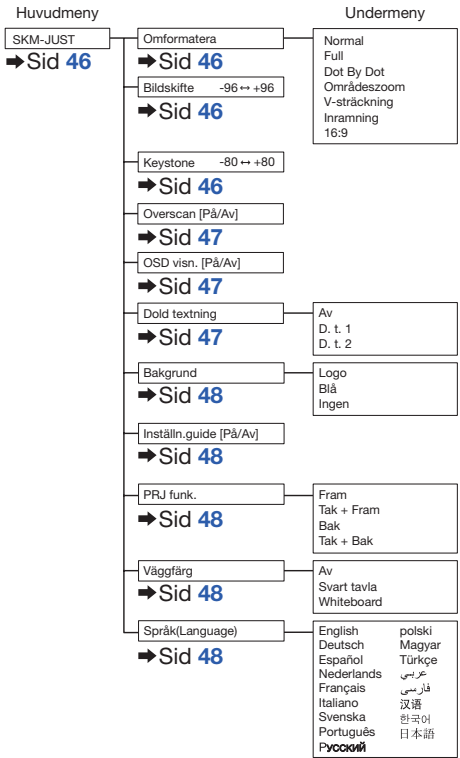 Huvudmeny
Undermeny
SKM-JUST
➡Sid 46
Omformatera
➡Sid 46
Normal
Full
Dot By Dot
Områdeszoom
V-sträckning
Inramning
16:9
Bildskifte -96 ↔ +96
➡Sid 46
Keystone -80 ↔ +80
➡Sid 46
Overscan [På/Av]
➡Sid 47
OSD visn. [På/Av]
➡Sid 47
Dold textning
➡Sid 47
Av
D. t. 1
D. t. 2
Bakgrund
➡Sid 48
Logo
Blå
Ingen
Inställn.guide [På/Av]
➡Sid 48
PRJ funk.
➡Sid 48
Fram
Tak + Fram
Bak
Tak + Bak
Väggfärg
➡Sid 48
Av
Svart tavla
Whiteboard
Språk(Language)
➡Sid 48
English
Deutsch
Español
Nederlands
Français
Italiano
Svenska
Português
Русский
polski
Magyar
Türkçe
عربي
فارسی
汉语
한국어
日本語